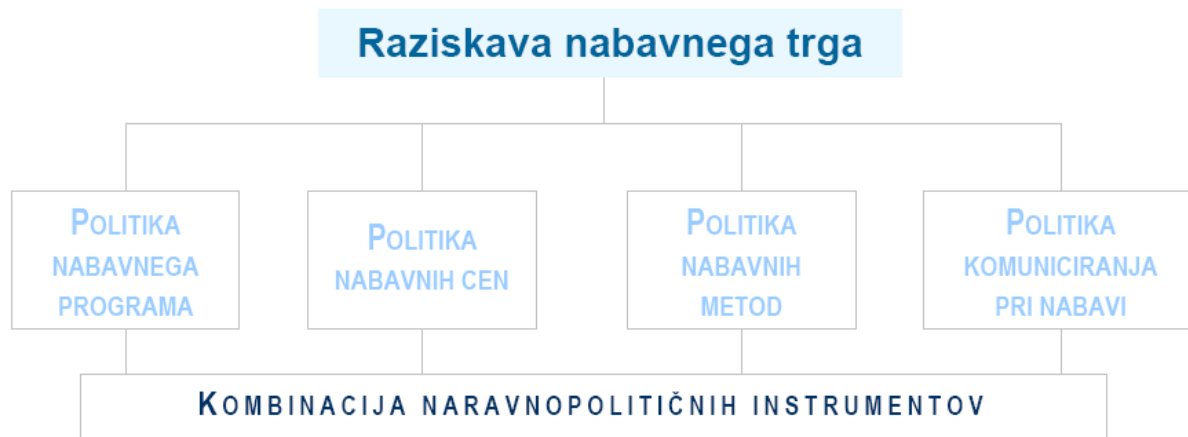 Raziskava nabavnega trga
POLITIKA
NABAVNEGA
PROGRAMA
POLITIKA
NABAVNIH CEN
POLITIKA
NABAVNIH
METOD
POLITIKA
KOMUNICIRANJA
PRI NABAVI
KOMBINACIJA NARAVNOPOLITIČNIH INSTRUMENTOV